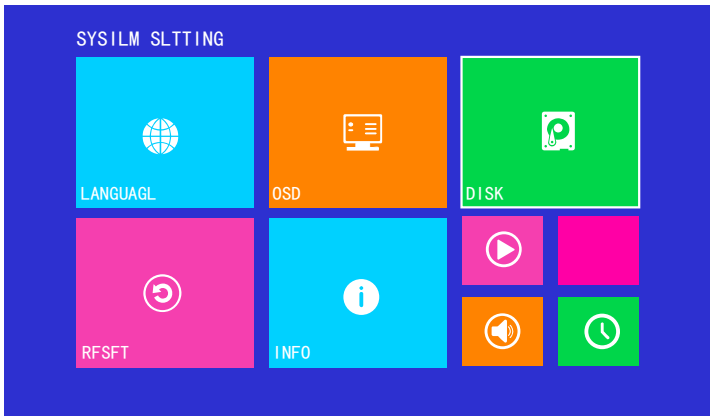 SYSILM SLTTING
LANGUAGL
OSD
DISK
RFSFT
INFO